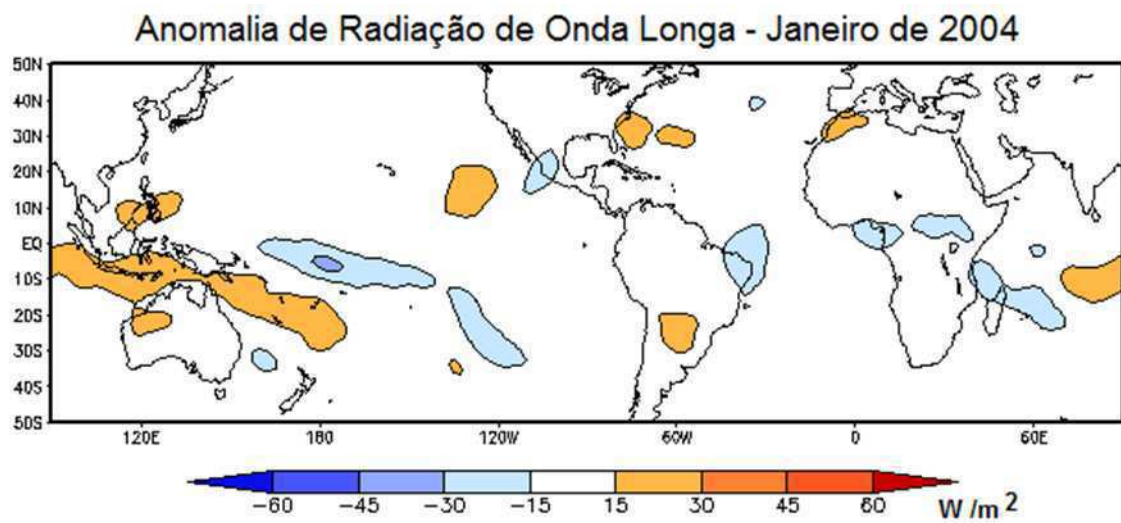 Anomalia de Radiação de Onda Longa - Janeiro de 2004
50N
40N
30N
20N
10N
EQ
10S
20S
30S
40S
50S
120E 180 120W 60W 0 60E
−60 −45 −30 −15 15 30 45 60 W/m²